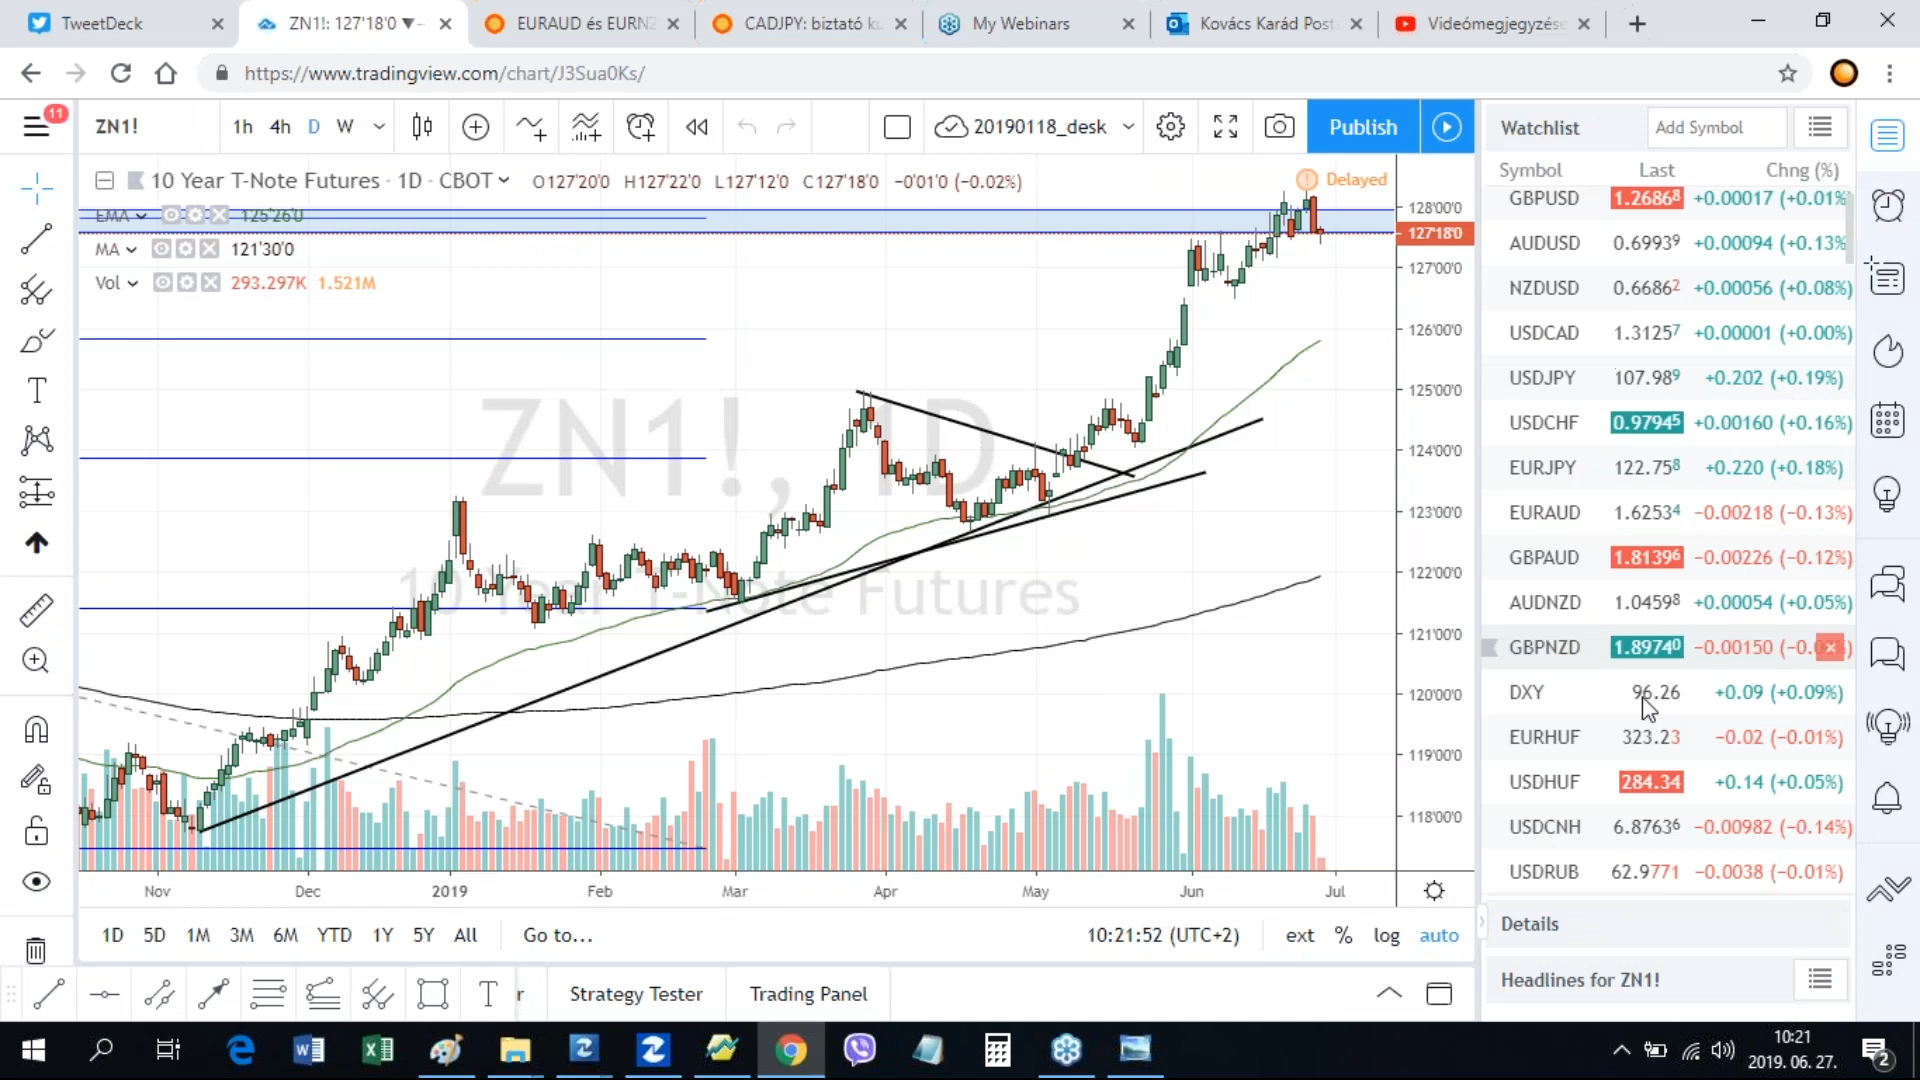 TweetDeck
ZN1!: 127'18'0 ▼
EURAUD és EURN
CADJPY: biztató k
My Webinars
Kovács Karád Post
Videómegjegyzése
https://www.tradingview.com/chart/J3Sua0Ks/
11
ZN1!
1h 4h D W
20190118_desk
Publish
10 Year T-Note Futures · 1D · CBOT
O127'20'0 H127'22'0 L127'12'0 C127'18'0 −0'01'0 (−0.02%)
Delayed
EMA 125'26'0
MA 121'30'0
Vol 293.297K 1.521M
ZN1!, 1D
10 Year T-Note Futures
128'00'0
127'18'0
127'00'0
126'00'0
125'00'0
124'00'0
123'00'0
122'00'0
121'00'0
120'00'0
119'00'0
118'00'0
Nov Dec 2019 Feb Mar Apr May Jun Jul
1D 5D 1M 3M 6M YTD 1Y 5Y All Go to...
10:21:52 (UTC+2) ext % log auto
Strategy Tester Trading Panel
Watchlist Add Symbol
Symbol Last Chng (%)
GBPUSD 1.26868 +0.00017 (+0.01%
AUDUSD 0.69939 +0.00094 (+0.13%
NZDUSD 0.66862 +0.00056 (+0.08%)
USDCAD 1.31257 +0.00001 (+0.00%)
USDJPY 107.989 +0.202 (+0.19%)
USDCHF 0.97945 +0.00160 (+0.16%)
EURJPY 122.758 +0.220 (+0.18%)
EURAUD 1.62534 −0.00218 (−0.13%)
GBPAUD 1.81396 −0.00226 (−0.12%)
AUDNZD 1.04598 +0.00054 (+0.05%)
GBPNZD 1.89740 −0.00150 (−0.
DXY 96.26 +0.09 (+0.09%)
EURHUF 323.23 −0.02 (−0.01%)
USDHUF 284.34 +0.14 (+0.05%)
USDCNH 6.87636 −0.00982 (−0.14%)
USDRUB 62.9771 −0.0038 (−0.01%)
Details
Headlines for ZN1!
10:21
2019. 06. 27.
2